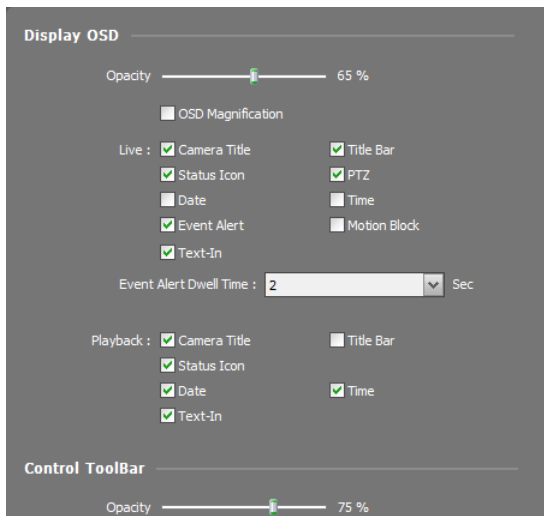 Display OSD
Opacity 65 %
OSD Magnification
Live : Camera Title Title Bar
Status Icon PTZ
Date Time
Event Alert Motion Block
Text-In
Event Alert Dwell Time : 2 Sec
Playback : Camera Title Title Bar
Status Icon
Date Time
Text-In
Control ToolBar
Opacity 75 %